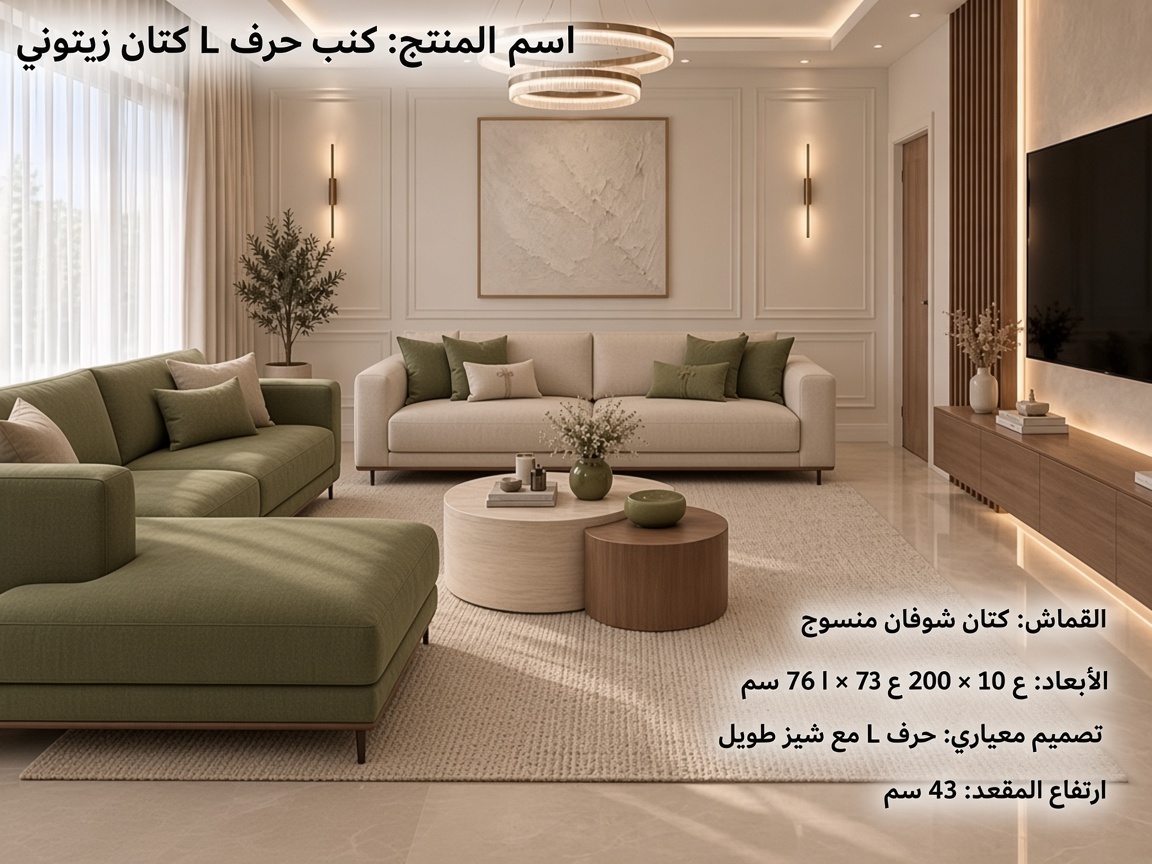 اسم المنتج: كنب حرف L كتان زيتوني
القماش: كتان شوفان منسوج
الأبعاد: ع 10 × 200 ع 73 × ا 76 سم
تصميم معياري: حرف L مع شيز طويل
ارتفاع المقعد: 43 سم